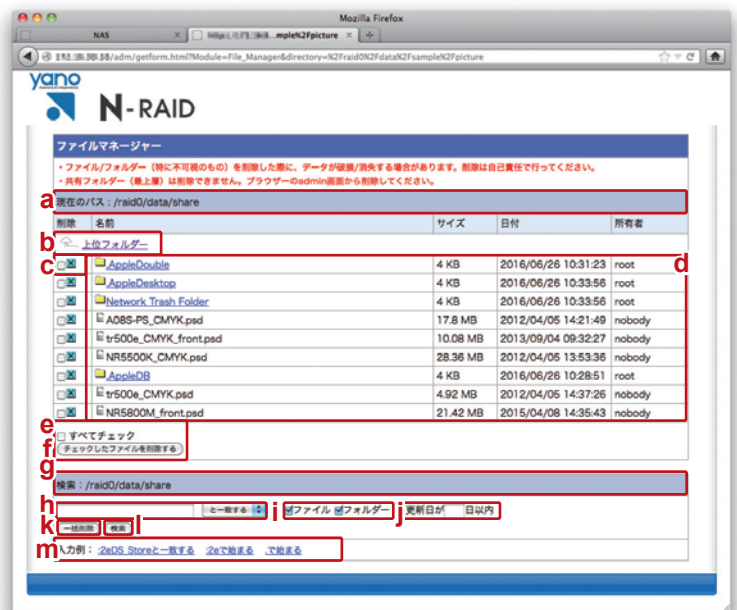 Mozilla Firefox
NAS
mple%2Fpicture
/adm/getform.html?Module=File_Manager&directory=%2Fraid0%2Fdata%2Fsample%2Fpicture
yano
N-RAID
ファイルマネージャー
・ファイル/フォルダー（特に不可視のもの）を削除した際に、データが破損/消失する場合があります。削除は自己責任で行ってください。
・共有フォルダー（最上層）は削除できません。ブラウザーのadmin画面から削除してください。
a 現在のパス：/raid0/data/share
削除 名前 サイズ 日付 所有者
b 上位フォルダー
c .AppleDouble 4 KB 2016/06/26 10:31:23 root d
.AppleDesktop 4 KB 2016/06/26 10:33:56 root
Network Trash Folder 4 KB 2016/06/26 10:33:56 root
A08S-PS_CMYK.psd 17.8 MB 2012/04/05 14:21:49 nobody
tr500e_CMYK_front.psd 10.08 MB 2013/09/04 09:32:27 nobody
NR5500K_CMYK.psd 28.36 MB 2012/04/05 13:53:36 nobody
.AppleDB 4 KB 2016/06/26 10:28:51 root
tr500e_CMYK.psd 4.92 MB 2012/04/05 14:37:26 nobody
NR5800M_front.psd 21.42 MB 2015/04/08 14:35:43 nobody
e すべてチェック
f チェックしたファイルを削除する
g
検索：/raid0/data/share
h と一致する i ファイル フォルダー j 更新日が 日以内
k 一括削除 検索 l
m 入力例： :2eDS_Storeと一致する :2eで始まる .で始まる